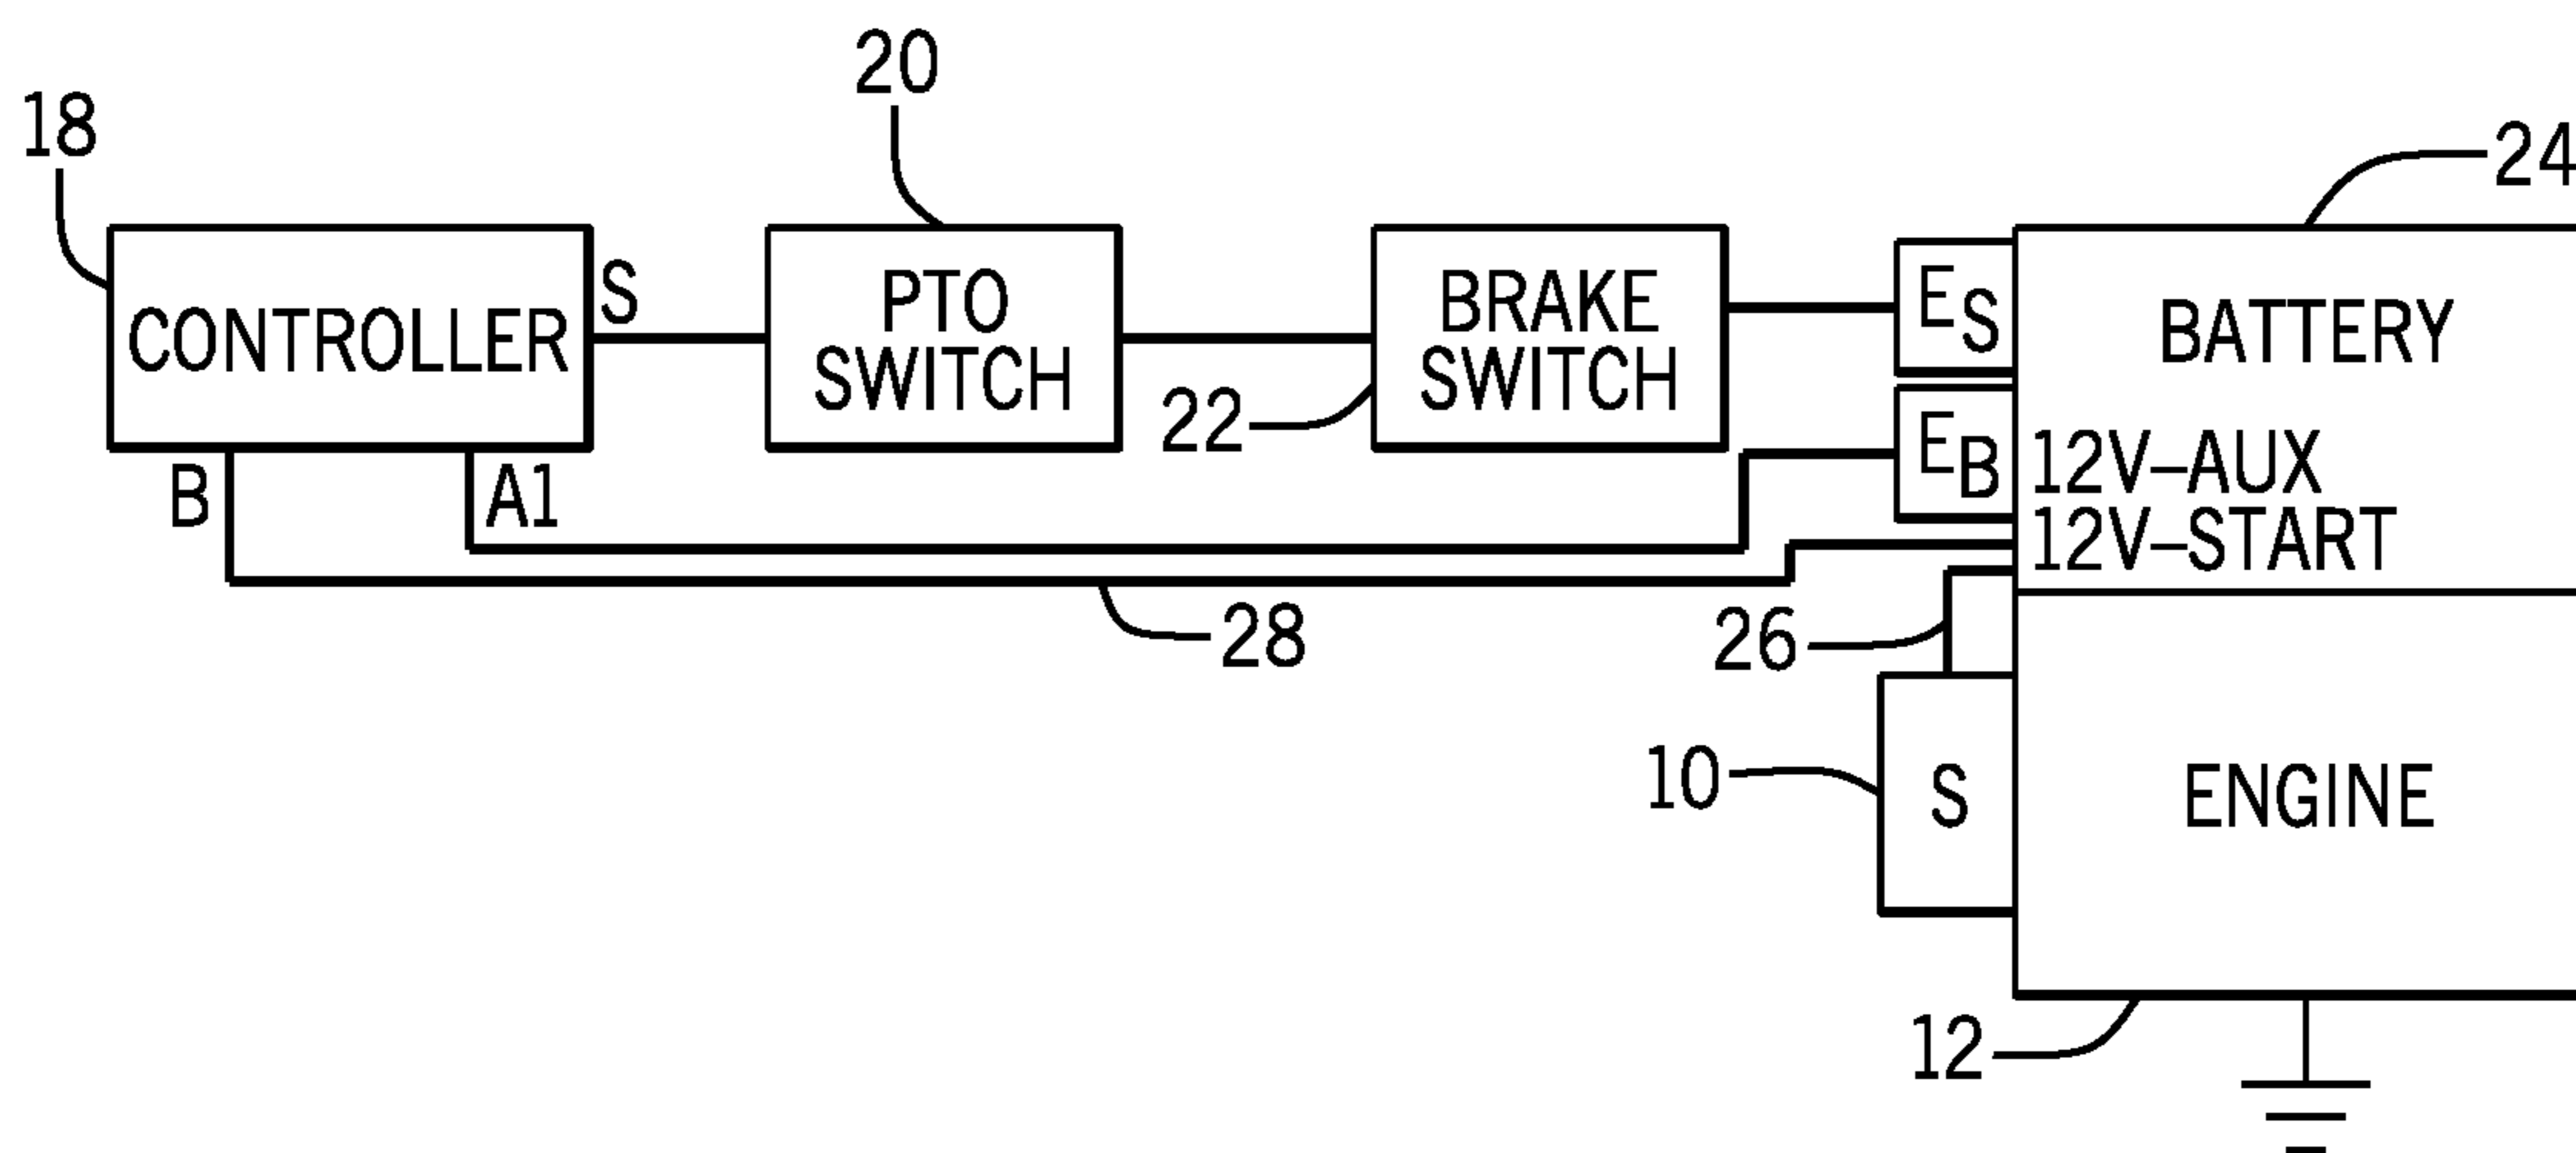 20
18
24
CONTROLLER
S
PTO
SWITCH
BRAKE
SWITCH
22
ES
BATTERY
EB
12V–AUX
12V–START
B
A1
28
26
10
S
ENGINE
12